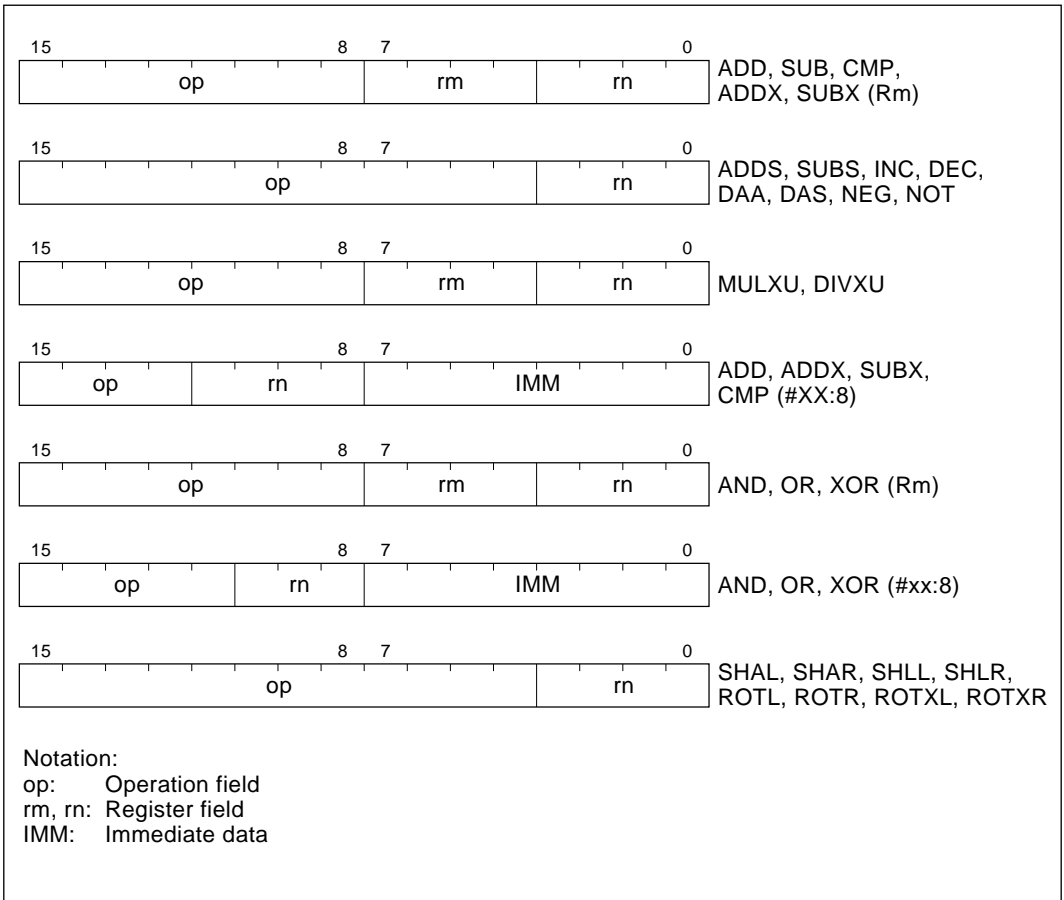 15 8 7 0
op rm rn
ADD, SUB, CMP,
ADDX, SUBX (Rm)
15 8 7 0
op rn
ADDS, SUBS, INC, DEC,
DAA, DAS, NEG, NOT
15 8 7 0
op rm rn
MULXU, DIVXU
15 8 7 0
op rn IMM
ADD, ADDX, SUBX,
CMP (#XX:8)
15 8 7 0
op rm rn
AND, OR, XOR (Rm)
15 8 7 0
op rn IMM
AND, OR, XOR (#xx:8)
15 8 7 0
op rn
SHAL, SHAR, SHLL, SHLR,
ROTL, ROTR, ROTXL, ROTXR
Notation:
op: Operation field
rm, rn: Register field
IMM: Immediate data